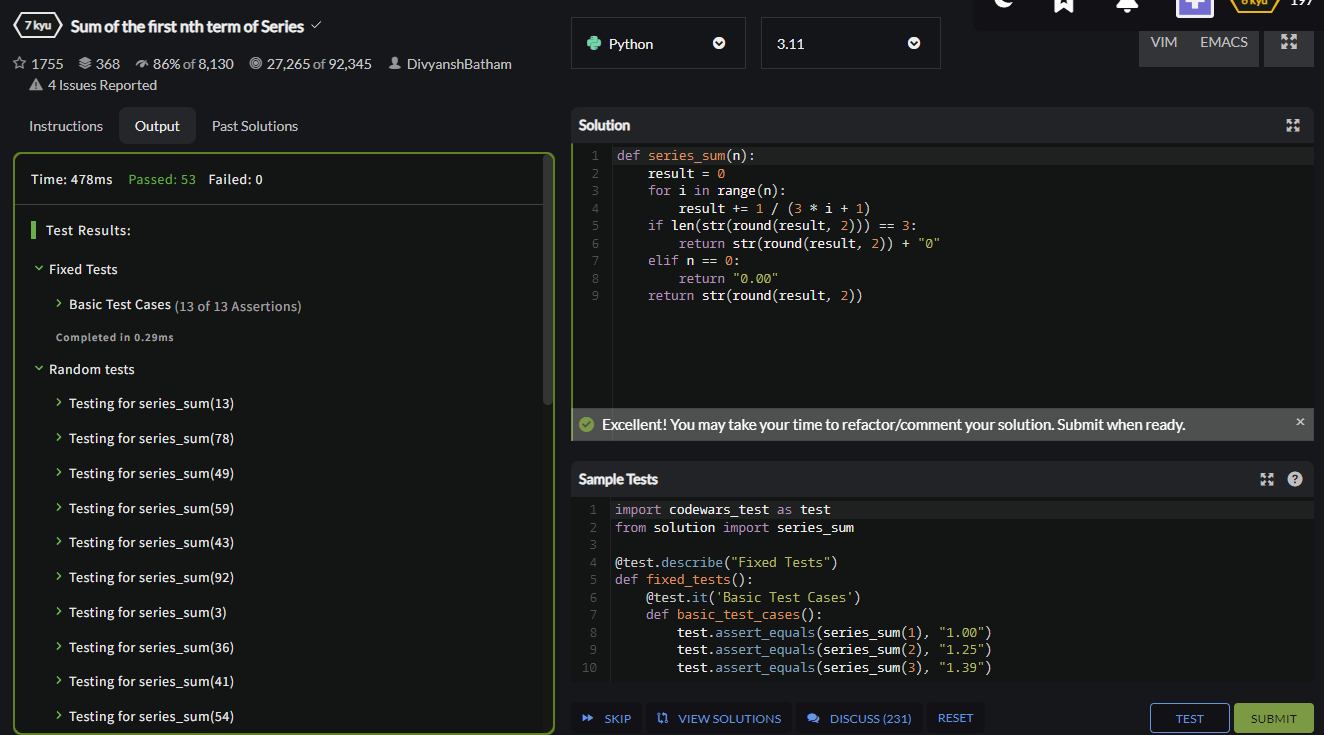 7 kyu Sum of the first nth term of Series
1755 368 86% of 8,130 27,265 of 92,345 DivyanshBatham
4 Issues Reported
Instructions Output Past Solutions
Time: 478ms Passed: 53 Failed: 0
Test Results:
Fixed Tests
Basic Test Cases (13 of 13 Assertions)
Completed in 0.29ms
Random tests
Testing for series_sum(13)
Testing for series_sum(78)
Testing for series_sum(49)
Testing for series_sum(59)
Testing for series_sum(43)
Testing for series_sum(92)
Testing for series_sum(3)
Testing for series_sum(36)
Testing for series_sum(41)
Testing for series_sum(54)
6 kyu 197
Python 3.11 VIM EMACS
Solution
1 def series_sum(n):
2     result = 0
3     for i in range(n):
4         result += 1 / (3 * i + 1)
5     if len(str(round(result, 2))) == 3:
6         return str(round(result, 2)) + "0"
7     elif n == 0:
8         return "0.00"
9     return str(round(result, 2))
Excellent! You may take your time to refactor/comment your solution. Submit when ready. ×
Sample Tests ?
1 import codewars_test as test
2 from solution import series_sum
3
4 @test.describe("Fixed Tests")
5 def fixed_tests():
6     @test.it('Basic Test Cases')
7     def basic_test_cases():
8         test.assert_equals(series_sum(1), "1.00")
9         test.assert_equals(series_sum(2), "1.25")
10         test.assert_equals(series_sum(3), "1.39")
SKIP VIEW SOLUTIONS DISCUSS (231) RESET TEST SUBMIT